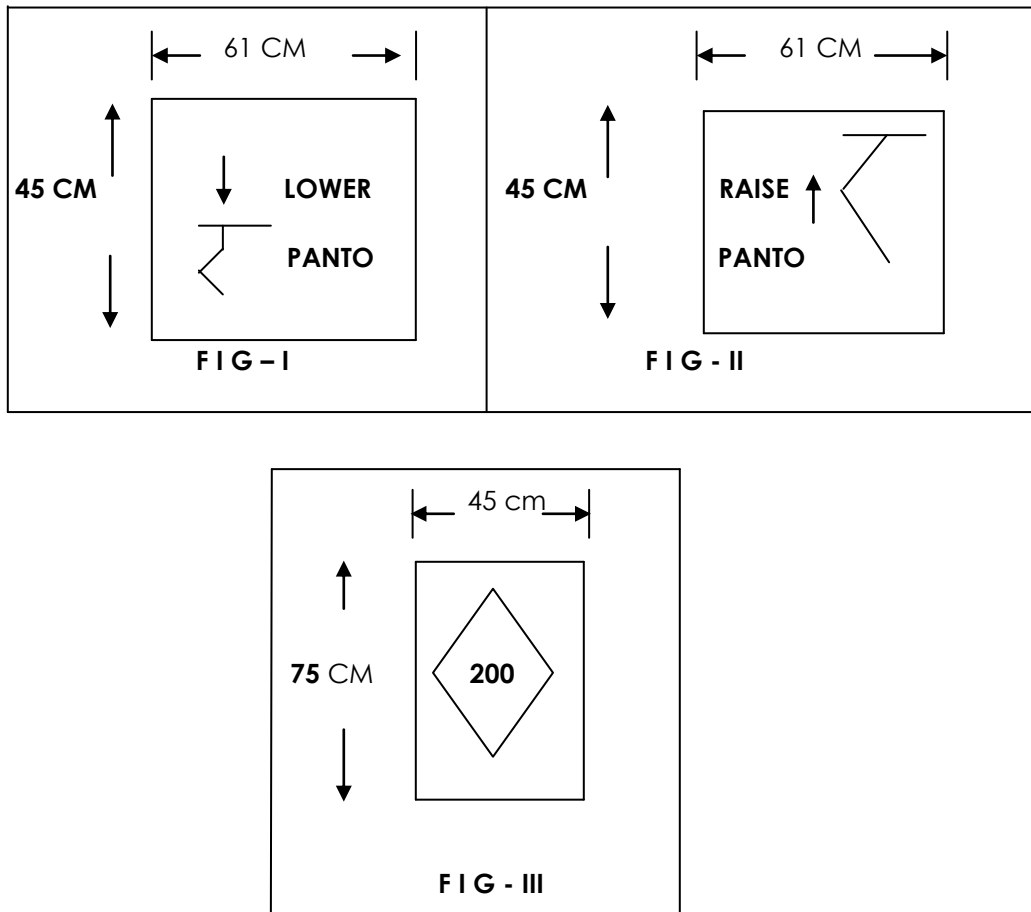 61 CM
45 CM
LOWER
PANTO
F I G – I
61 CM
45 CM
RAISE
PANTO
F I G - II
45 cm
75 CM
200
F I G - III